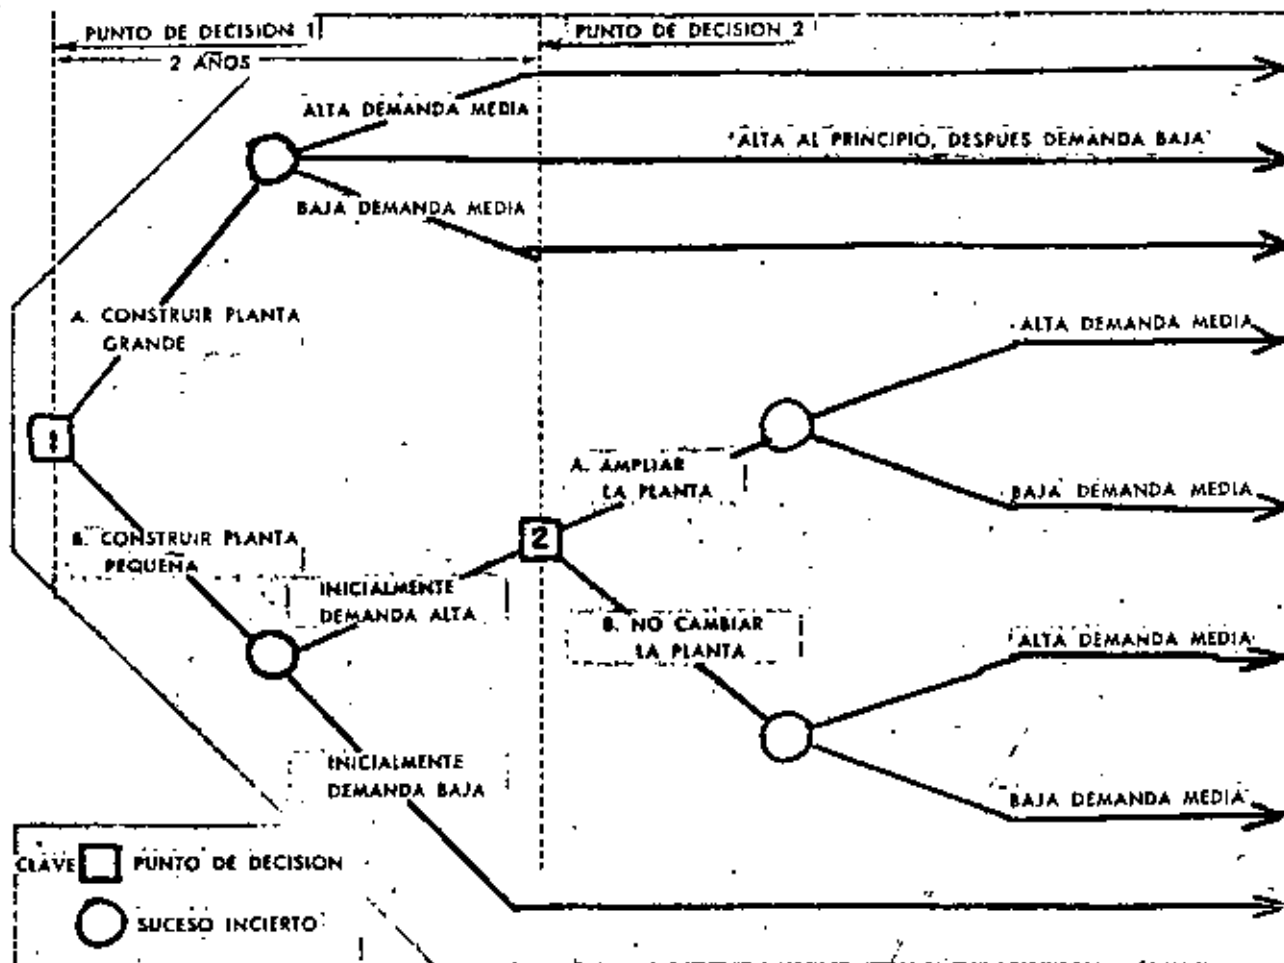 PUNTO DE DECISION 1
PUNTO DE DECISION 2
2 AÑOS
ALTA DEMANDA MEDIA
ALTA AL PRINCIPIO, DESPUES DEMANDA BAJA
BAJA DEMANDA MEDIA
A. CONSTRUIR PLANTA
GRANDE
ALTA DEMANDA MEDIA
1
A. AMPLIAR
LA PLANTA
BAJA DEMANDA MEDIA
2
B. CONSTRUIR PLANTA
PEQUEÑA
INICIALMENTE
DEMANDA ALTA
B. NO CAMBIAR
LA PLANTA
ALTA DEMANDA MEDIA
INICIALMENTE
DEMANDA BAJA
BAJA DEMANDA MEDIA
CLAVE PUNTO DE DECISION
SUCESO INCIERTO